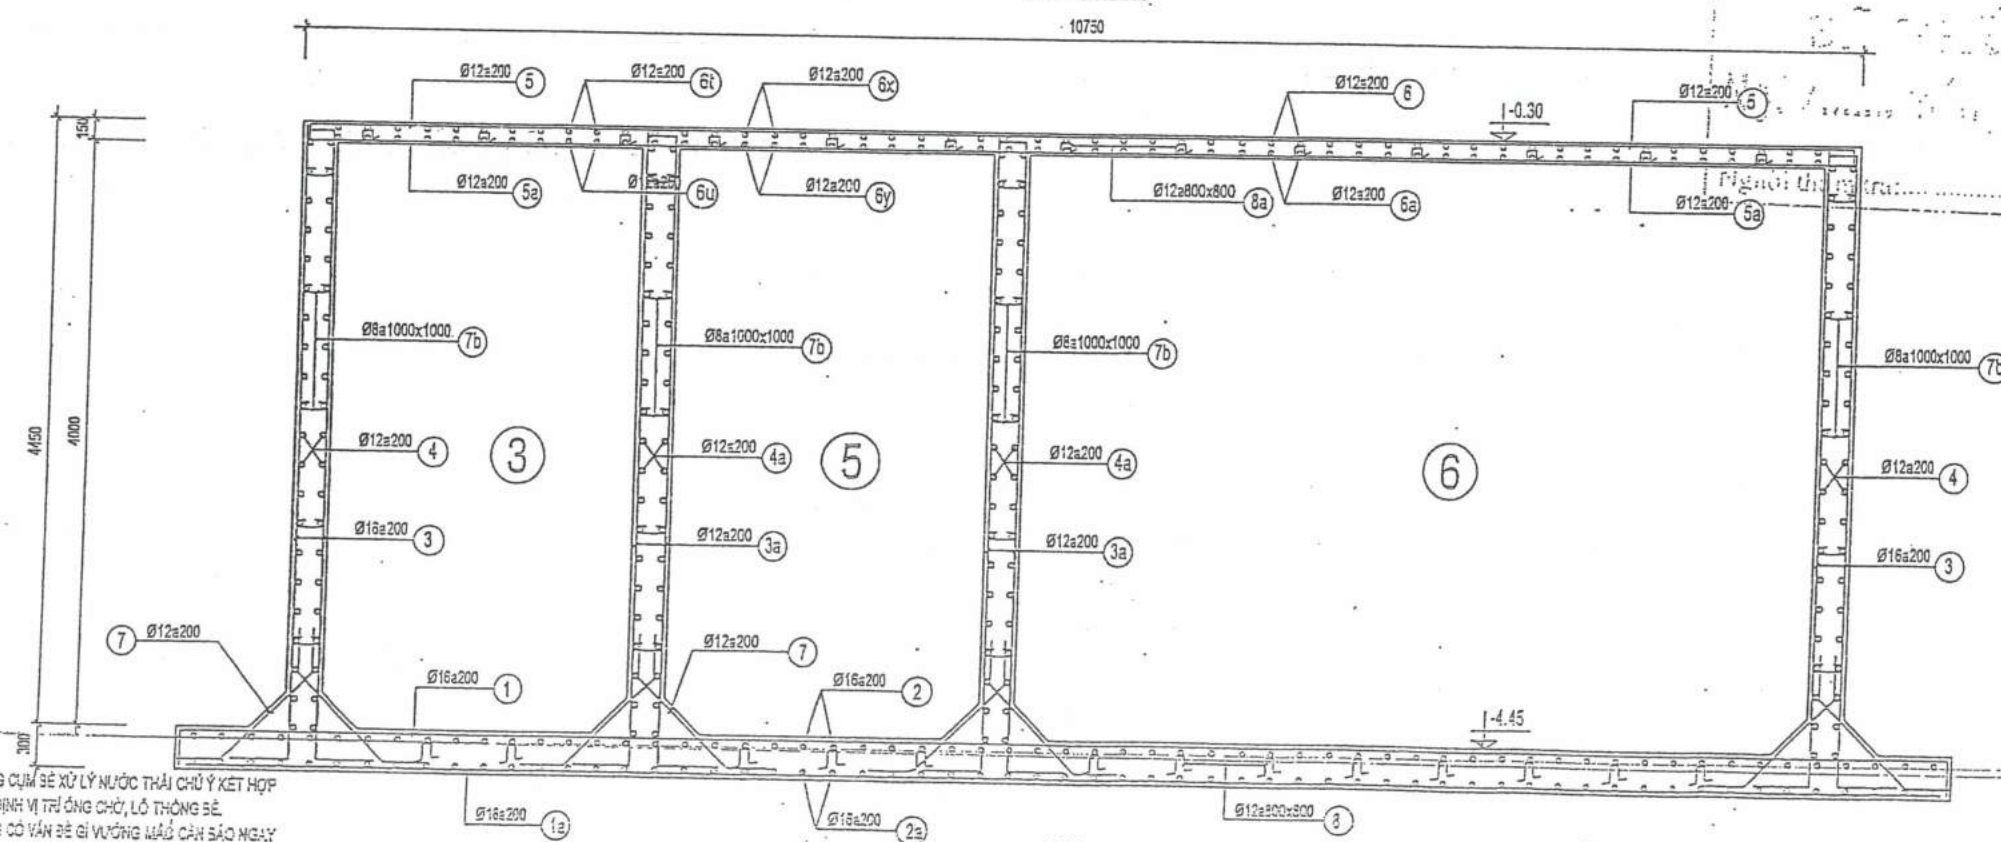 10750
Ø12a200 5
Ø12a200 6t
Ø12a200 6x
Ø12a200 6
Ø12a200 5
-0.30
150
Ø12a200 5a
Ø12a200 6u
Ø12a200 6y
Ø12a800x800 8a
Ø12a200 6a
Ø12a200 5a
Người
Ø8a1000x1000 7b
Ø8a1000x1000 7b
Ø8a1000x1000 7b
Ø8a1000x1000 7b
4450
4000
Ø12a200 4
3
Ø12a200 4a
5
Ø12a200 4a
6
Ø12a200 4
Ø16a200 3
Ø12a200 3a
Ø12a200 3a
Ø16a200 3
7 Ø12a200
Ø12a200 7
Ø16a200 1
Ø16a200 2
-4.45
300
CỤM BỂ XỬ LÝ NƯỚC THẢI CHÚ Ý KẾT HỢP
ĐỊNH VỊ TRÍ ỐNG CHỜ, LỖ THÔNG BỂ.
CÓ VẤN ĐỀ GÌ VƯỚNG MẮC CẦN BÁO NGAY
Ø16a200 1a
Ø16a200 2a
Ø12a800x800 8